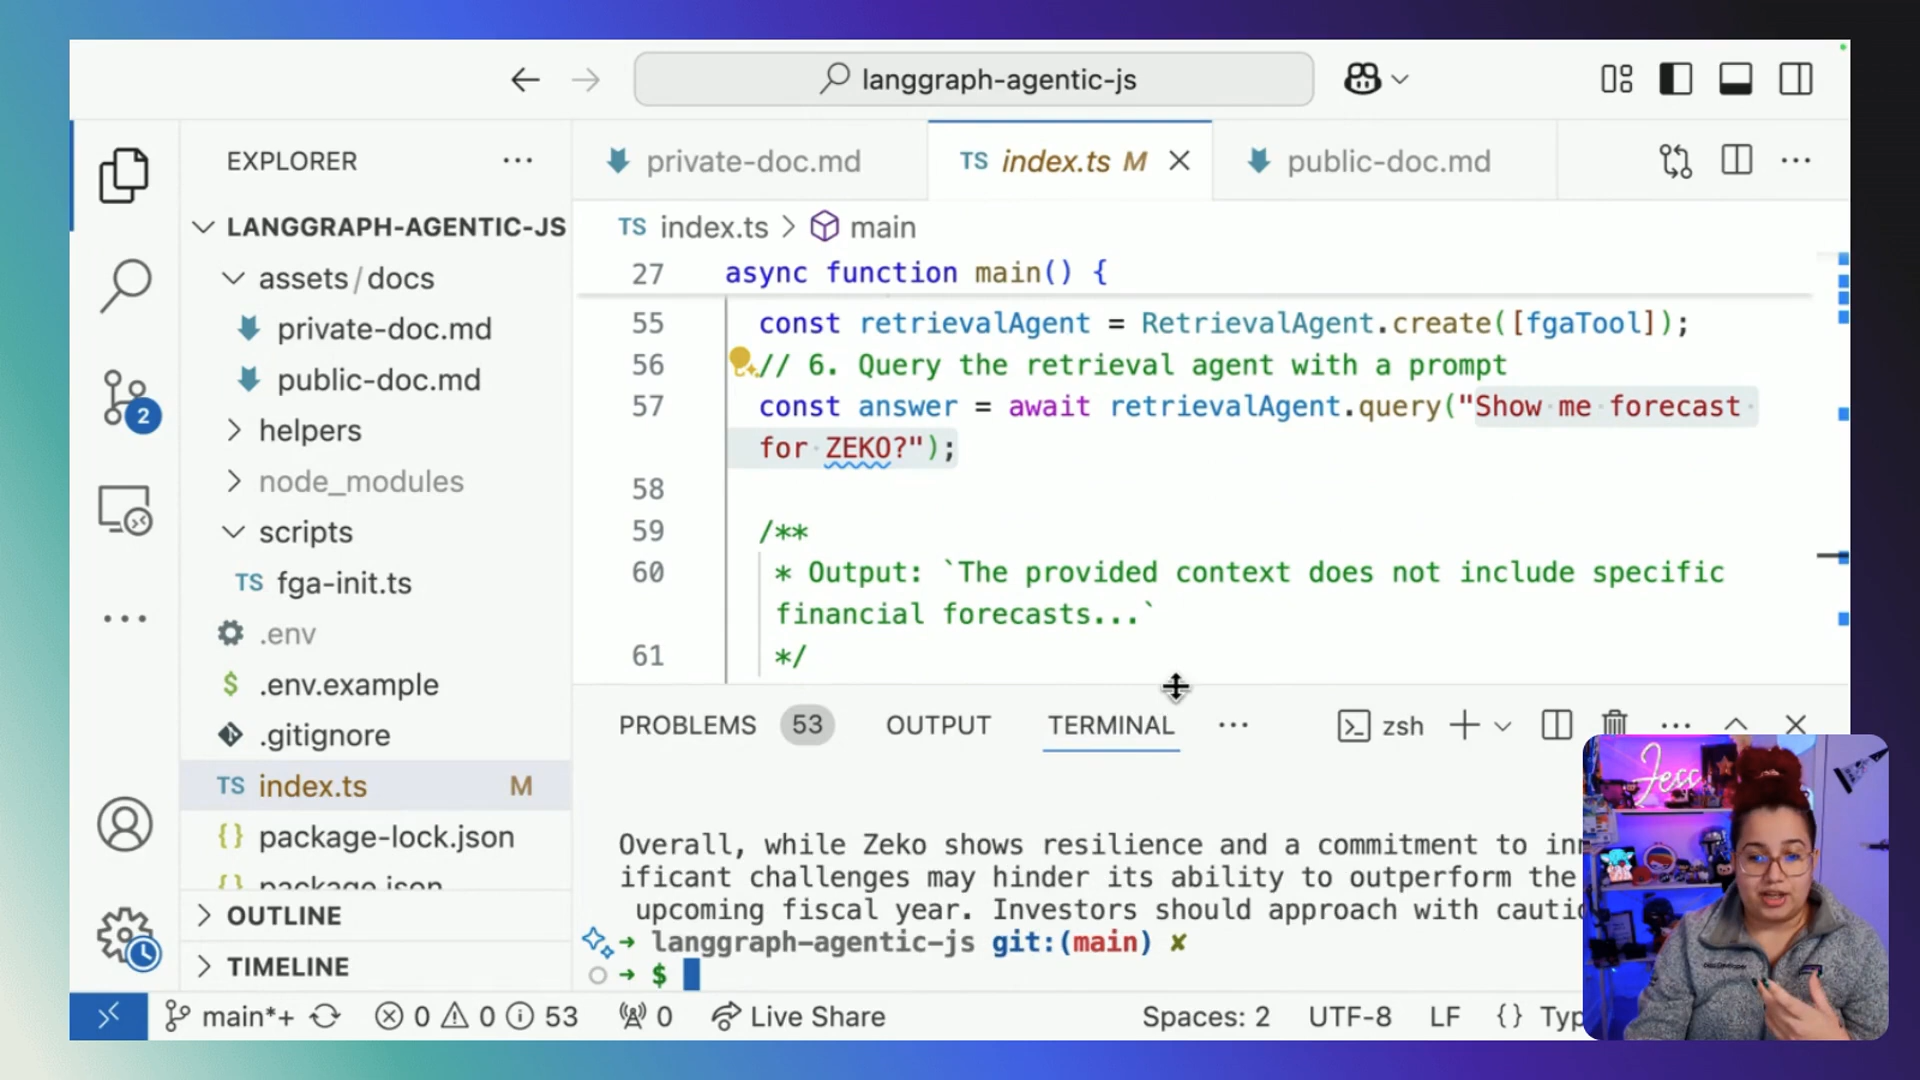 langgraph-agentic-js
EXPLORER
LANGGRAPH-AGENTIC-JS
assets/docs
private-doc.md
public-doc.md
helpers
node_modules
scripts
TS fga-init.ts
.env
$ .env.example
.gitignore
TS index.ts M
{} package-lock.json
{} package.json
OUTLINE
TIMELINE
2
private-doc.md
TS index.ts M
public-doc.md
TS index.ts > main
27 async function main() {
55 const retrievalAgent = RetrievalAgent.create([fgaTool]);
56 // 6. Query the retrieval agent with a prompt
57 const answer = await retrievalAgent.query("Show me forecast
for ZEKO?");
58
59 /**
60 * Output: `The provided context does not include specific
financial forecasts...`
61 */
PROBLEMS 53 OUTPUT TERMINAL
zsh
Overall, while Zeko shows resilience and a commitment to inn
ificant challenges may hinder its ability to outperform the
upcoming fiscal year. Investors should approach with cautio
→ langgraph-agentic-js git:(main) ✘
→ $
Jess
main*+ 0 0 53 0 Live Share Spaces: 2 UTF-8 LF {} Typ